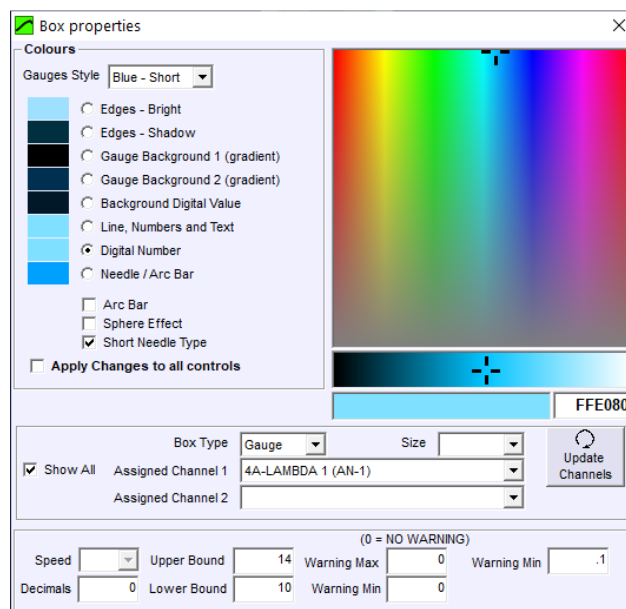 Box properties
Colours
Gauges Style Blue - Short
Edges - Bright
Edges - Shadow
Gauge Background 1 (gradient)
Gauge Background 2 (gradient)
Background Digital Value
Line, Numbers and Text
Digital Number
Needle / Arc Bar
Arc Bar
Sphere Effect
Short Needle Type
Apply Changes to all controls
FFE080
Box Type Gauge Size
Show All Assigned Channel 1 4A-LAMBDA 1 (AN-1)
Assigned Channel 2
Update
Channels
(0 = NO WARNING)
Speed Upper Bound 14 Warning Max 0 Warning Min .1
Decimals 0 Lower Bound 10 Warning Min 0